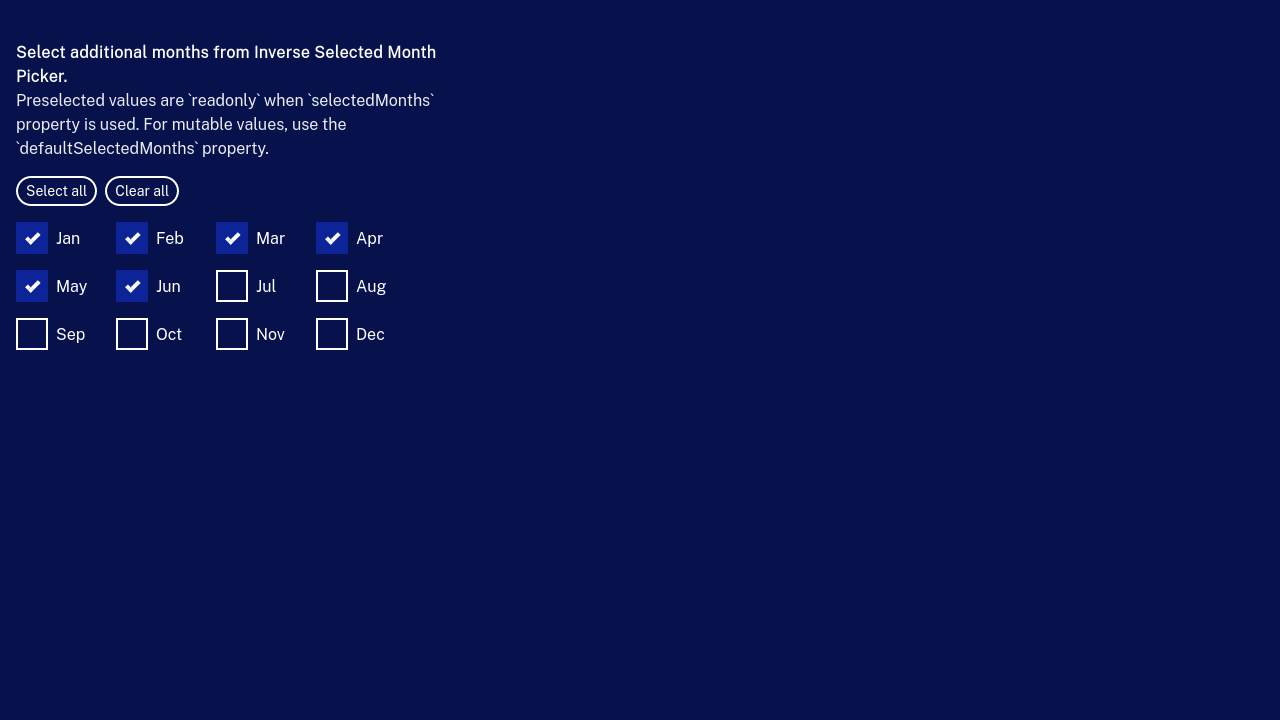 Select additional months from Inverse Selected Month
Picker.
Preselected values are `readonly` when `selectedMonths`
property is used. For mutable values, use the
`defaultSelectedMonths` property.
Select all Clear all
Jan Feb Mar Apr
May Jun Jul Aug
Sep Oct Nov Dec